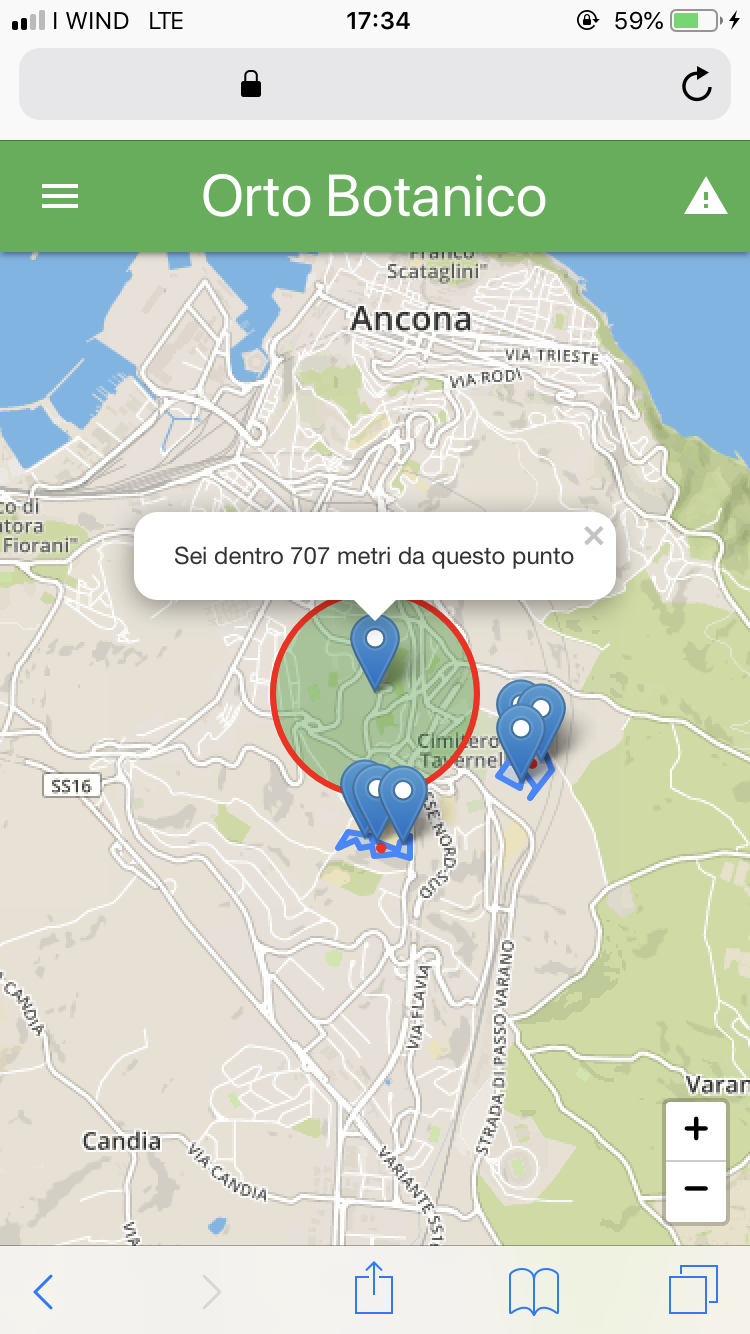 I WIND LTE 17:34 59%
Orto Botanico
Franco
Scataglini"
Ancona
VIA TRIESTE
VIA RODI
co di
tora
Fiorani"
Sei dentro 707 metri da questo punto ×
Cimitero
Tavernel
SS16
SSE NORD
-SUD
VIA FLAVIA
STRADA DI PASSO VARANO
CANDIA
Varan
+
−
Candia
VIA CANDIA
VARIANTE SS1
VIA